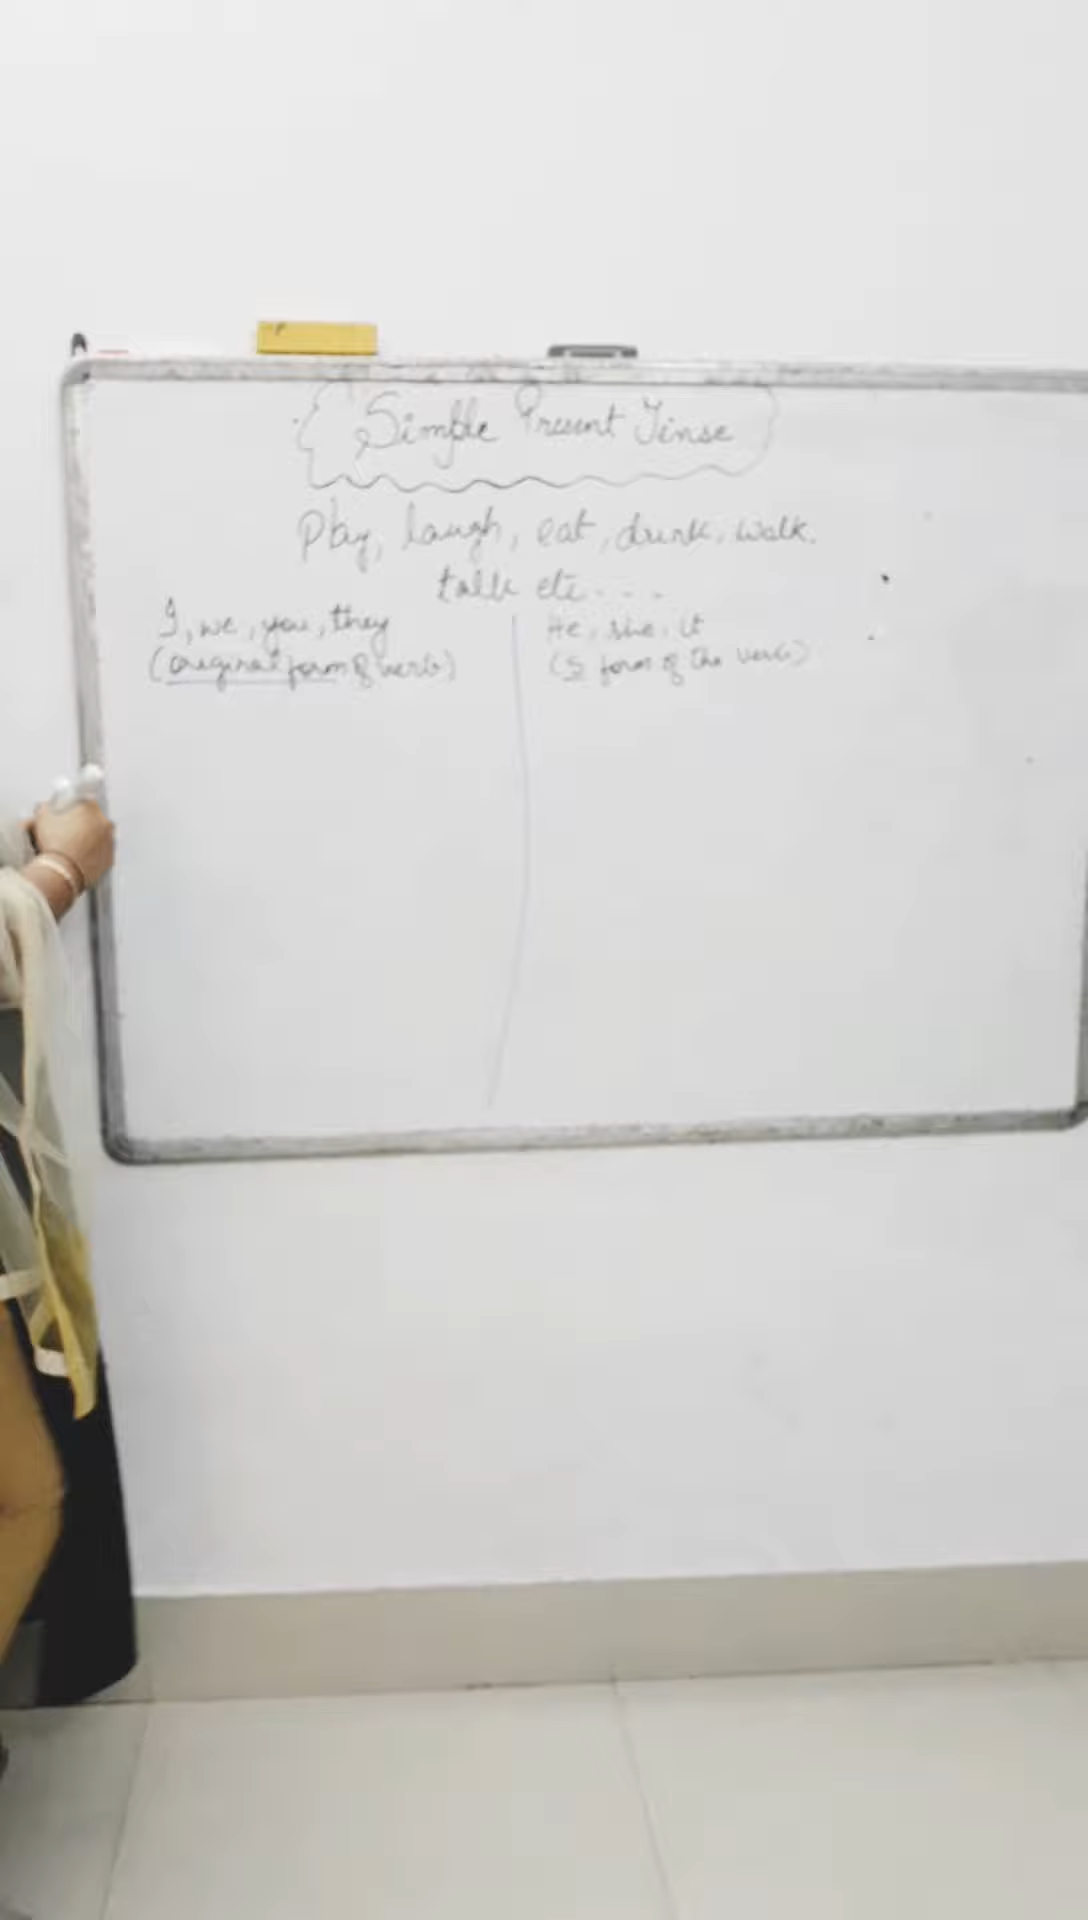 Simple Present Tense
Play, laugh, eat, drink, walk,
talk etc....
I, we, you, they
(original form of verb)
He, she, it
(S form of the verb)